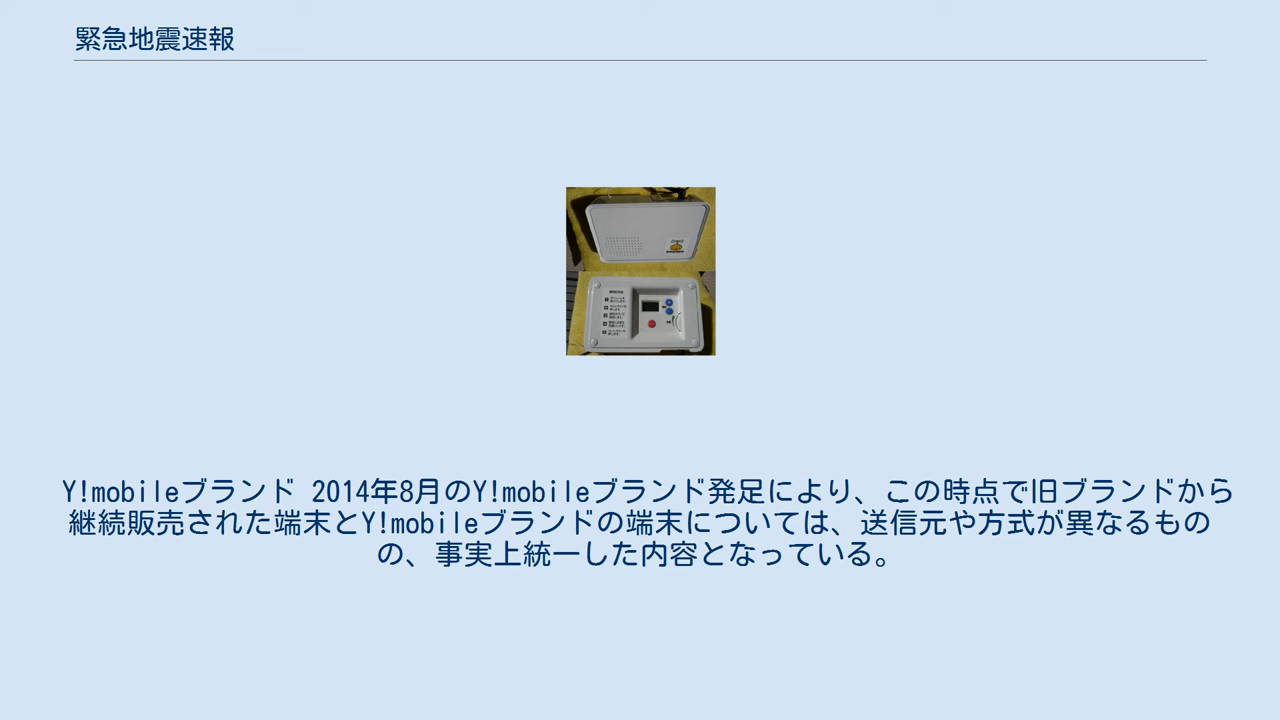 緊急地震速報
Y!mobileブランド 2014年8月のY!mobileブランド発足により、この時点で旧ブランドから
継続販売された端末とY!mobileブランドの端末については、送信元や方式が異なるもの
の、事実上統一した内容となっている。